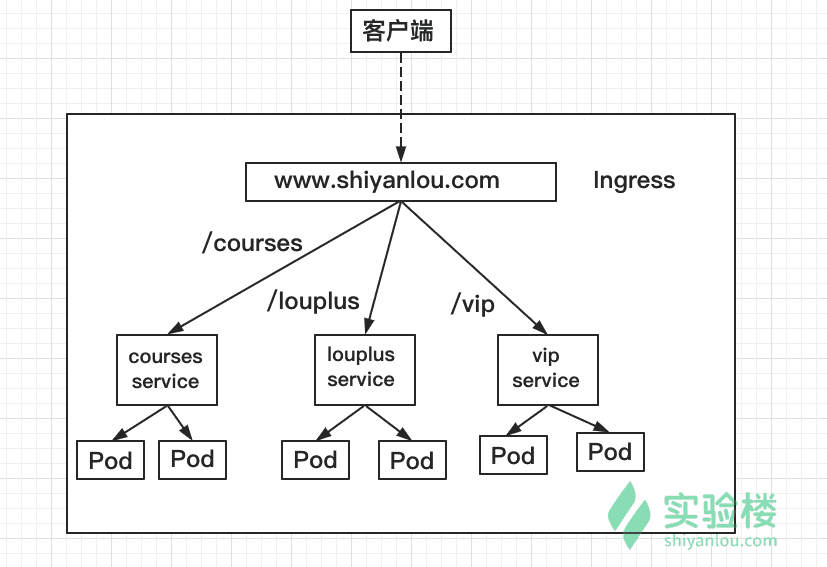 客户端
www.shiyanlou.com
Ingress
/courses
/louplus
/vip
courses
service
louplus
service
vip
service
Pod
Pod
Pod
Pod
Pod
Pod
实验楼
shiyanlou.com